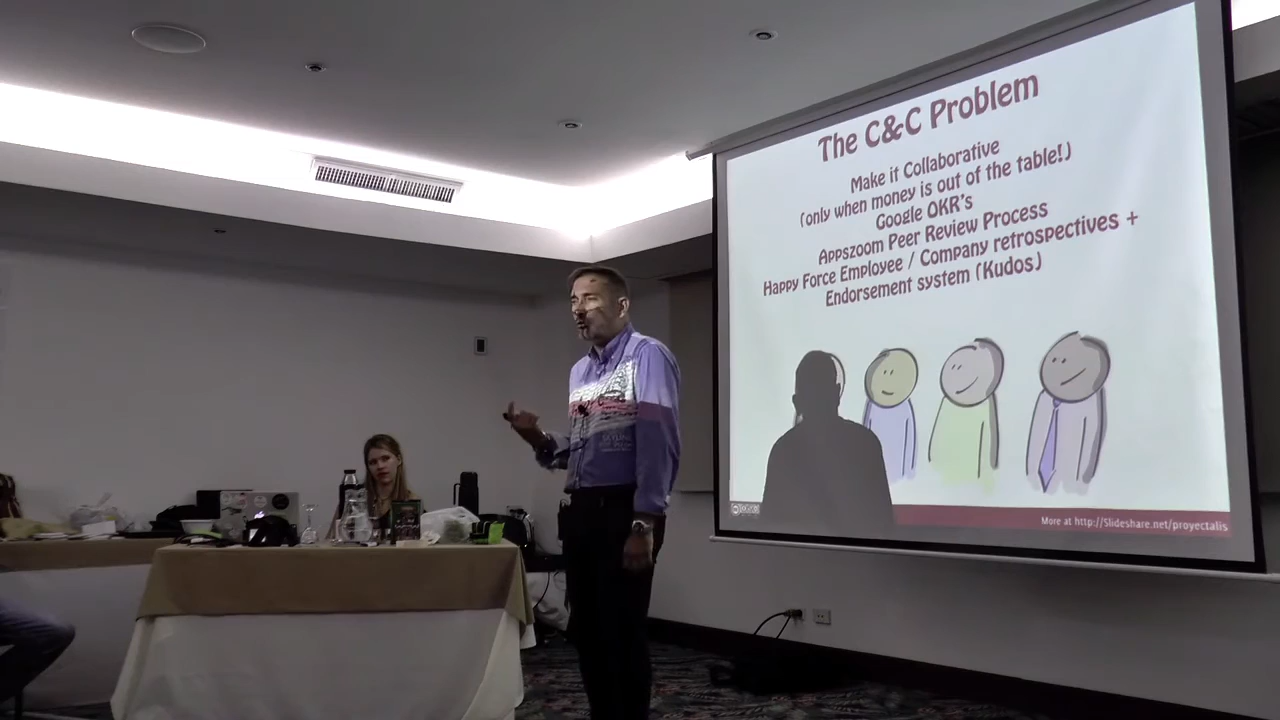 The C&C Problem
Make it Collaborative
(only when money is out of the table!)
Google OKR's
Appszoom Peer Review Process
Happy Force Employee / Company retrospectives +
Endorsement system (Kudos)
More at http://Slideshare.net/proyectalis